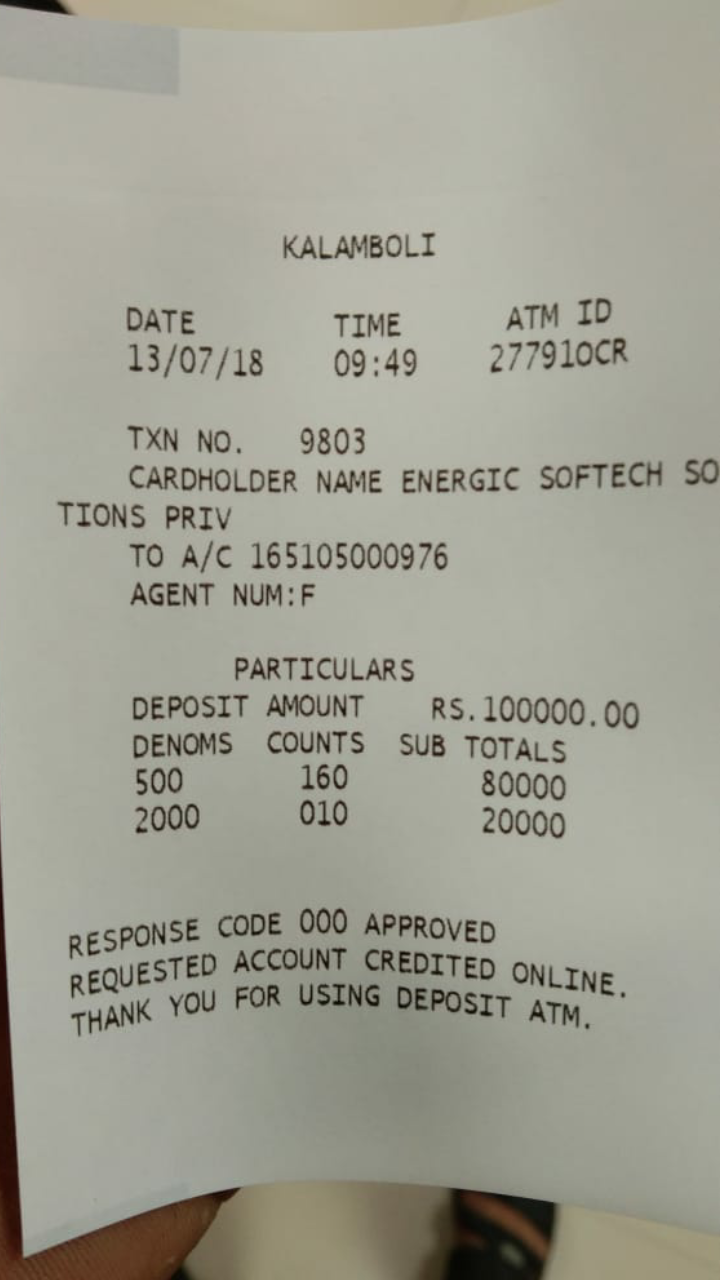 KALAMBOLI
DATE TIME ATM ID
13/07/18 09:49 277910CR
TXN NO. 9803
CARDHOLDER NAME ENERGIC SOFTECH SO
TIONS PRIV
TO A/C 165105000976
AGENT NUM:F
PARTICULARS
DEPOSIT AMOUNT RS.100000.00
DENOMS COUNTS SUB TOTALS
500 160 80000
2000 010 20000
RESPONSE CODE 000 APPROVED
REQUESTED ACCOUNT CREDITED ONLINE.
THANK YOU FOR USING DEPOSIT ATM.